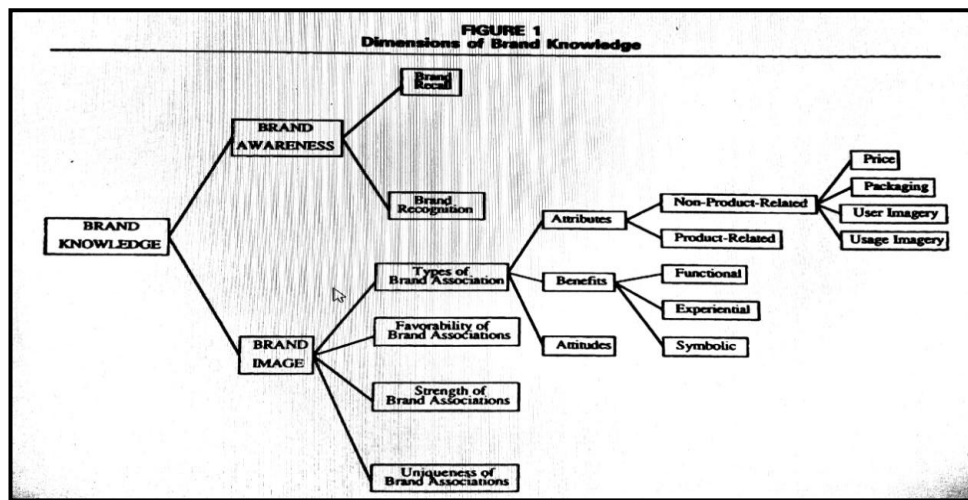 FIGURE 1
Dimensions of Brand Knowledge
Brand
Recall
BRAND
AWARENESS
Brand
Recognition
BRAND
KNOWLEDGE
BRAND
IMAGE
Types of
Brand Association
Favorability of
Brand Associations
Strength of
Brand Associations
Uniqueness of
Brand Associations
Attributes
Benefits
Attitudes
Non-Product-Related
Product-Related
Functional
Experiential
Symbolic
Price
Packaging
User Imagery
Usage Imagery